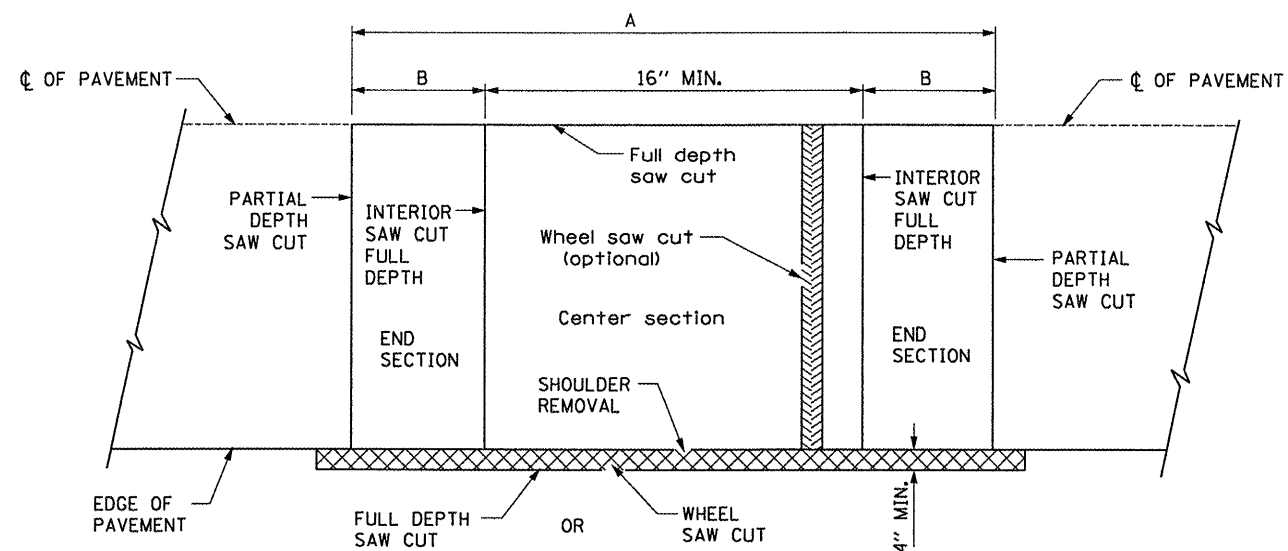 A
℄ OF PAVEMENT
B
16" MIN.
B
℄ OF PAVEMENT
Full depth
saw cut
PARTIAL
DEPTH
SAW CUT
INTERIOR
SAW CUT
FULL
DEPTH
Wheel saw cut
(optional)
INTERIOR
SAW CUT
FULL
DEPTH
PARTIAL
DEPTH
SAW CUT
Center section
END
SECTION
END
SECTION
SHOULDER
REMOVAL
EDGE OF
PAVEMENT
FULL DEPTH
SAW CUT
OR
WHEEL
SAW CUT
4" MIN.